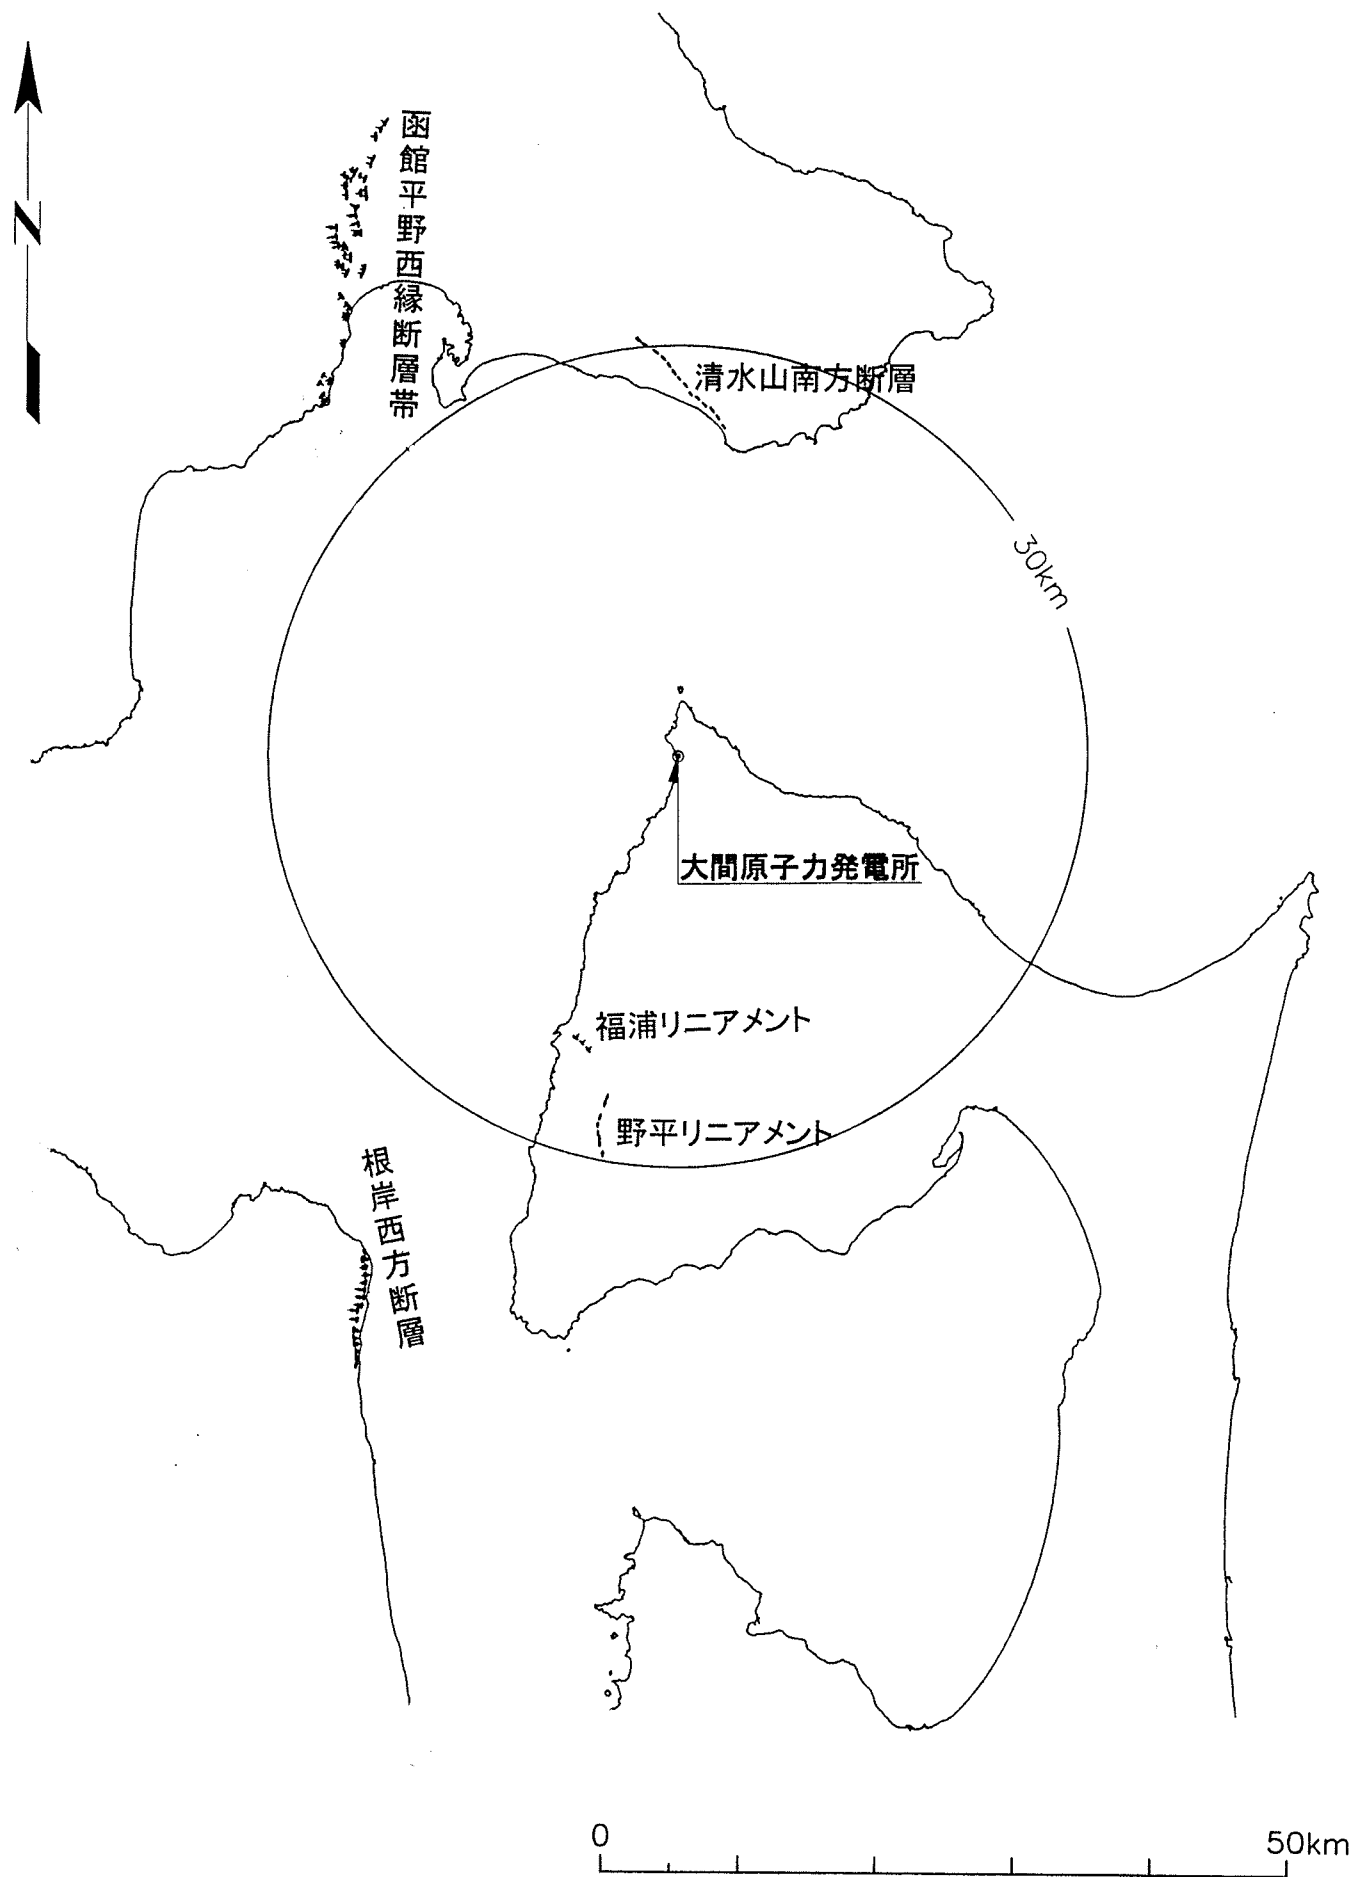 N
函館平野西縁断層帯
清水山南方断層
30km
大間原子力発電所
福浦リニアメント
野平リニアメント
根岸西方断層
0
50km